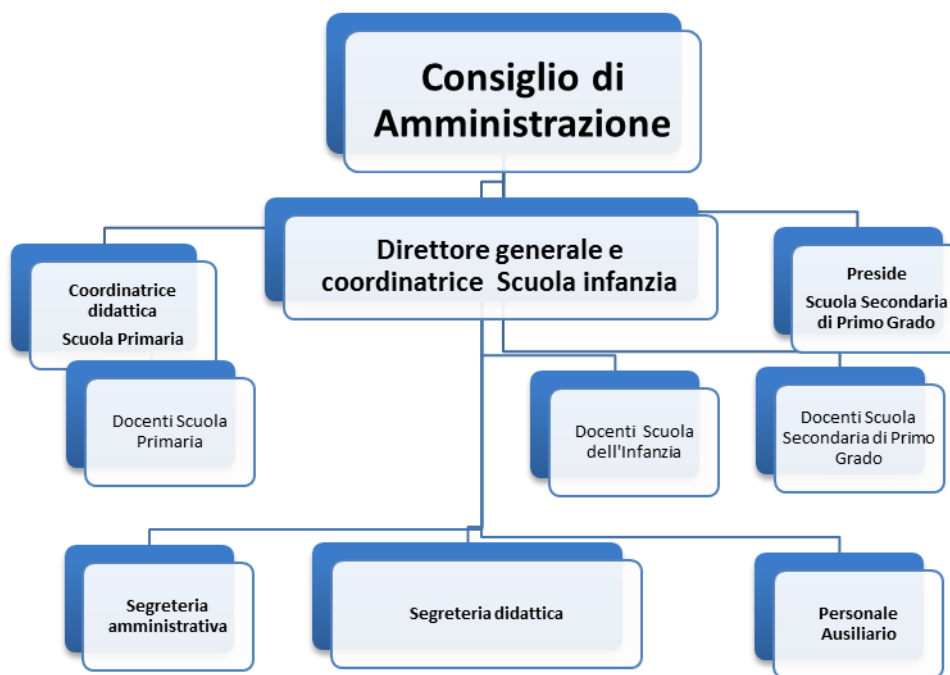 Consiglio di
Amministrazione
Direttore generale e
coordinatrice Scuola infanzia
Coordinatrice
didattica
Scuola Primaria
Preside
Scuola Secondaria
di Primo Grado
Docenti Scuola
Primaria
Docenti Scuola
dell'Infanzia
Docenti Scuola
Secondaria di Primo
Grado
Segreteria
amministrativa
Segreteria didattica
Personale
Ausiliario